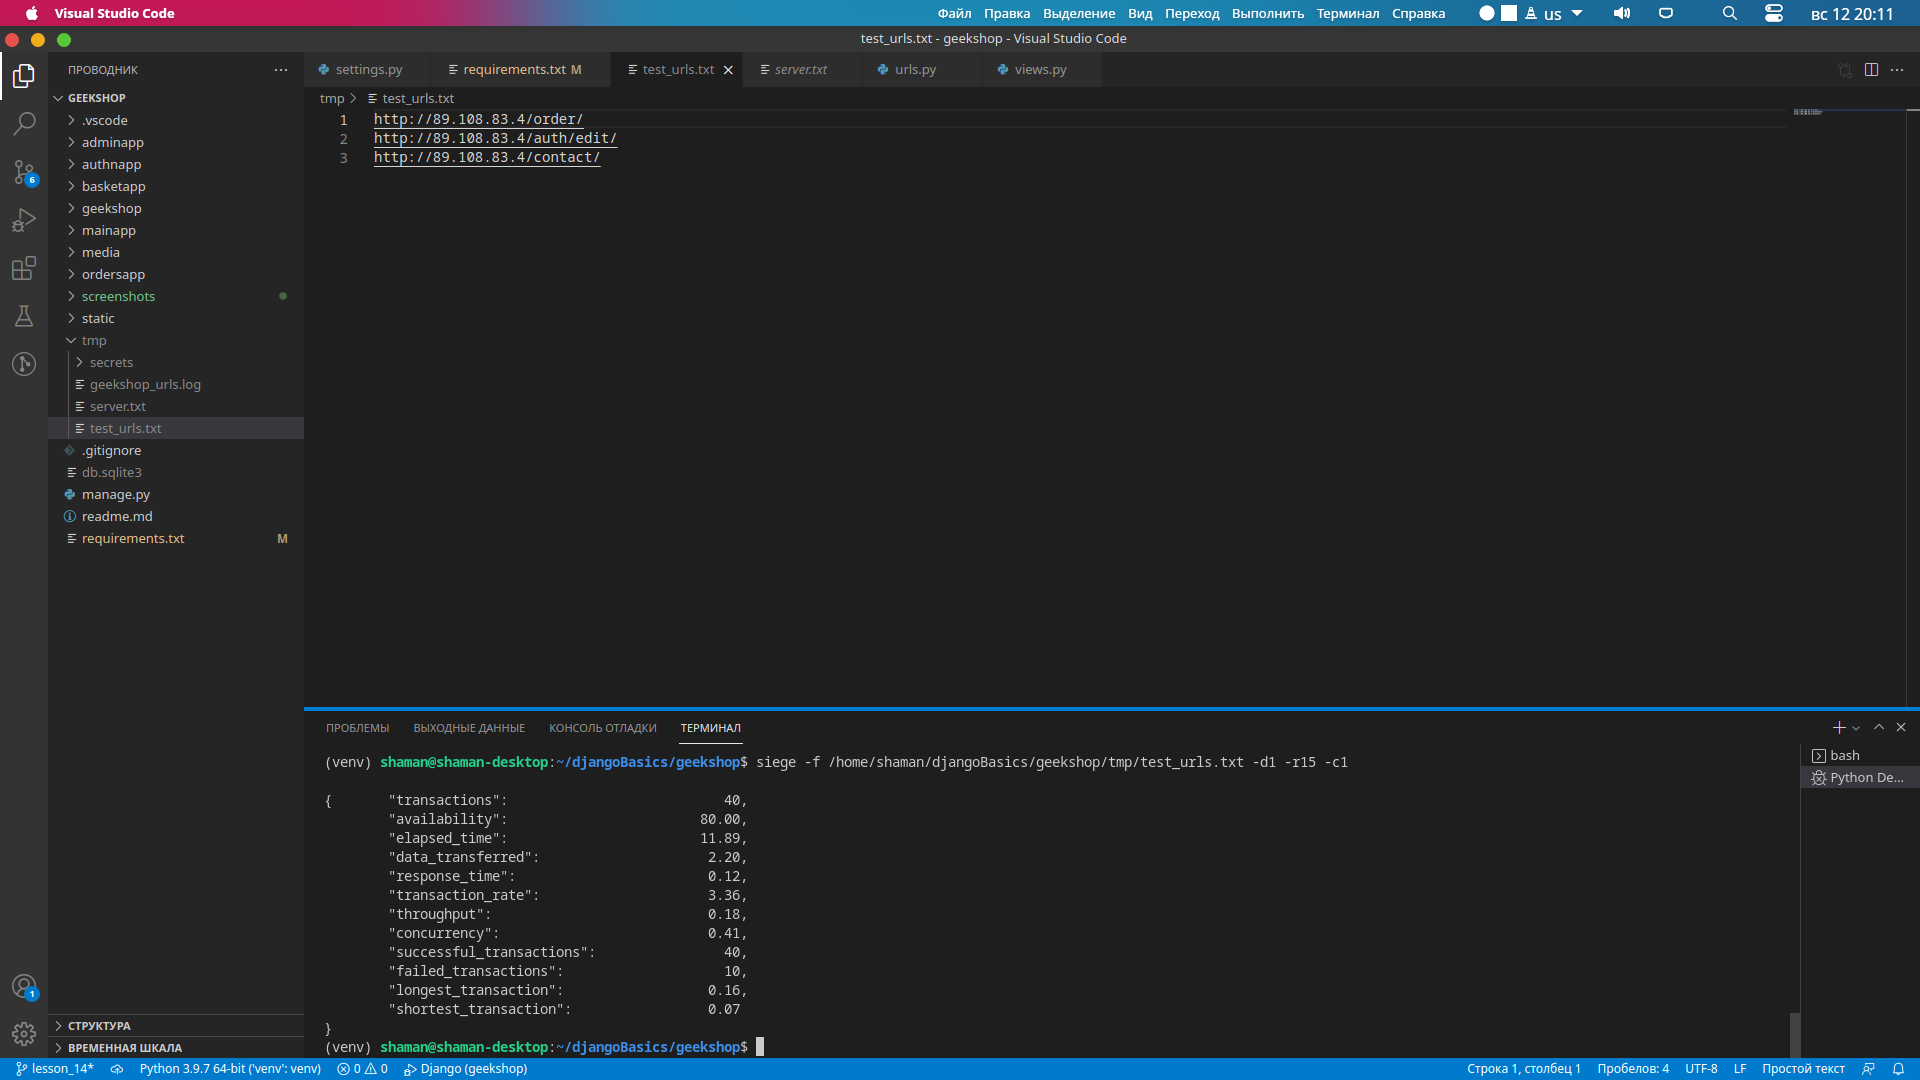 Visual Studio Code
Файл Правка Выделение Вид Переход Выполнить Терминал Справка
us
вс 12 20:11
test_urls.txt - geekshop - Visual Studio Code
ПРОВОДНИК
GEEKSHOP
.vscode
adminapp
authnapp
basketapp
geekshop
mainapp
media
ordersapp
screenshots
static
tmp
secrets
geekshop_urls.log
server.txt
test_urls.txt
.gitignore
db.sqlite3
manage.py
readme.md
requirements.txt M
СТРУКТУРА
ВРЕМЕННАЯ ШКАЛА
6
1
settings.py
requirements.txt M
test_urls.txt
server.txt
urls.py
views.py
tmp > test_urls.txt
1 http://89.108.83.4/order/
2 http://89.108.83.4/auth/edit/
3 http://89.108.83.4/contact/
ПРОБЛЕМЫ ВЫХОДНЫЕ ДАННЫЕ КОНСОЛЬ ОТЛАДКИ ТЕРМИНАЛ
(venv) shaman@shaman-desktop:~/djangoBasics/geekshop$ siege -f /home/shaman/djangoBasics/geekshop/tmp/test_urls.txt -d1 -r15 -c1
{ "transactions": 40,
"availability": 80.00,
"elapsed_time": 11.89,
"data_transferred": 2.20,
"response_time": 0.12,
"transaction_rate": 3.36,
"throughput": 0.18,
"concurrency": 0.41,
"successful_transactions": 40,
"failed_transactions": 10,
"longest_transaction": 0.16,
"shortest_transaction": 0.07
}
(venv) shaman@shaman-desktop:~/djangoBasics/geekshop$
bash
Python De...
lesson_14* Python 3.9.7 64-bit ('venv': venv) 0 0 Django (geekshop)
Строка 1, столбец 1 Пробелов: 4 UTF-8 LF Простой текст